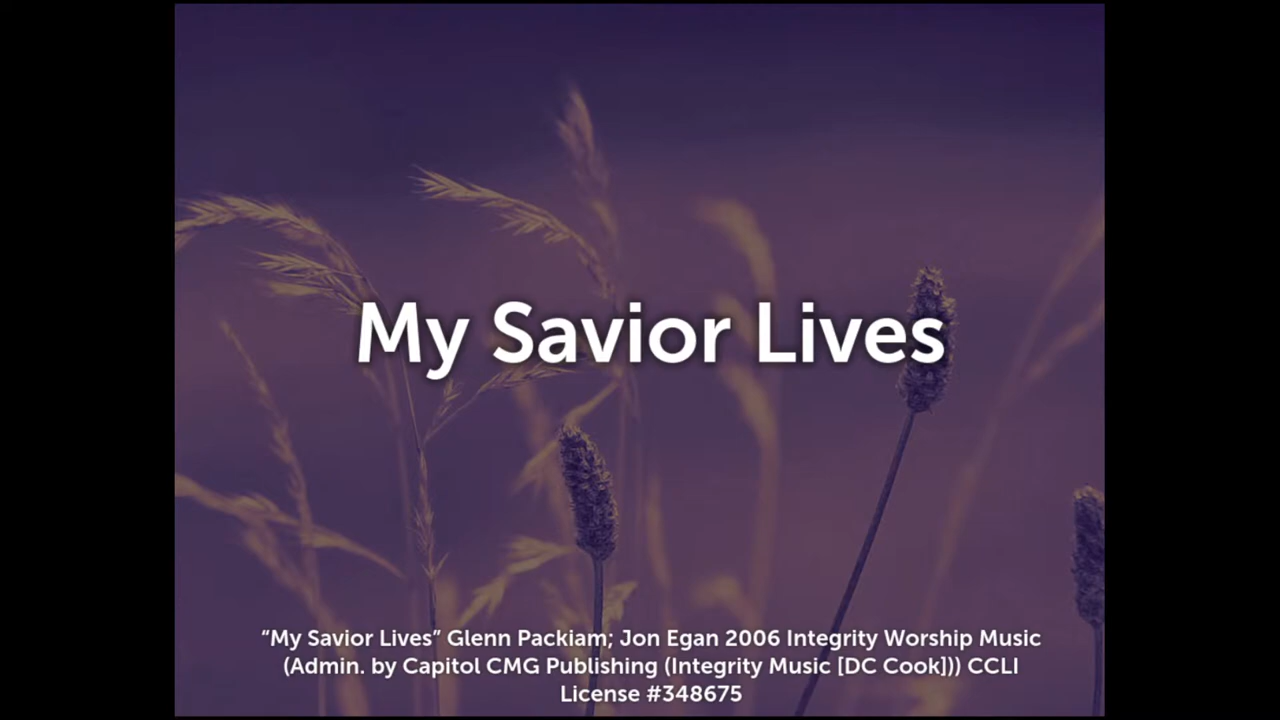 My Savior Lives
“My Savior Lives” Glenn Packiam; Jon Egan 2006 Integrity Worship Music
(Admin. by Capitol CMG Publishing (Integrity Music [DC Cook])) CCLI
License #348675